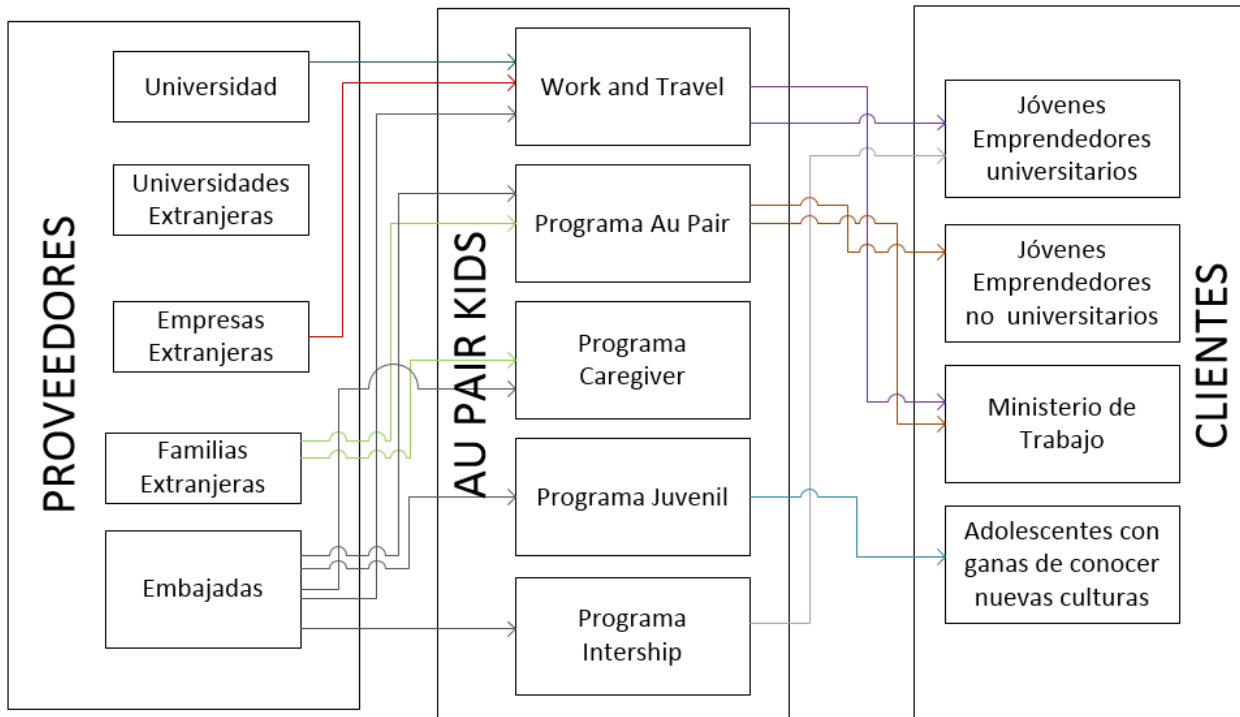 PROVEEDORES
Universidad
Universidades
Extranjeras
Empresas
Extranjeras
Familias
Extranjeras
Embajadas
AU PAIR KIDS
Work and Travel
Programa Au Pair
Programa
Caregiver
Programa Juvenil
Programa
Intership
CLIENTES
Jóvenes
Emprendedores
universitarios
Jóvenes
Emprendedores
no universitarios
Ministerio de
Trabajo
Adolescentes con
ganas de conocer
nuevas culturas